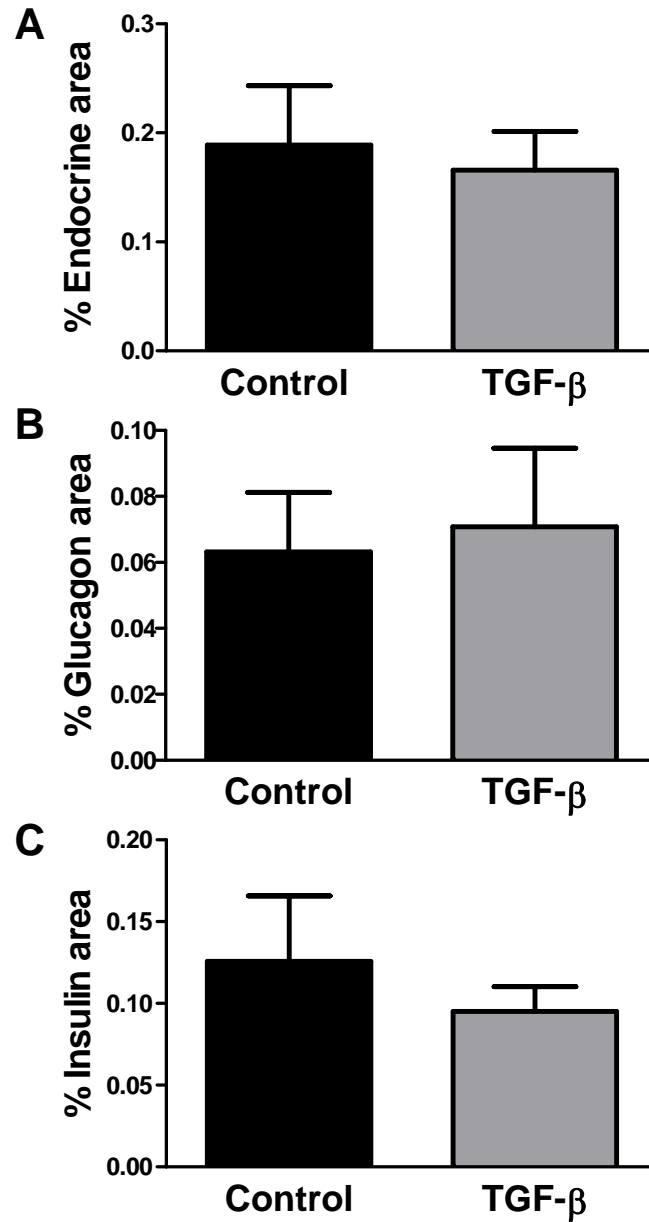 A
% Endocrine area
0.3
0.2
0.1
0.0
Control TGF-β
B
% Glucagon area
0.10
0.08
0.06
0.04
0.02
0.00
Control TGF-β
C
% Insulin area
0.20
0.15
0.10
0.05
0.00
Control TGF-β